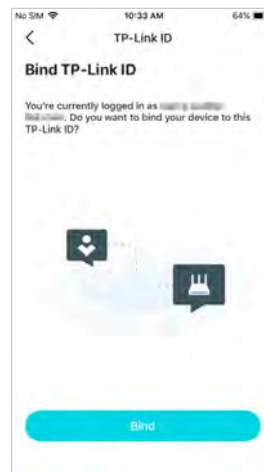 No SIM 10:33 AM 64%
TP-Link ID
Bind TP-Link ID
You're currently logged in as
. Do you want to bind your device to this
TP-Link ID?
Bind